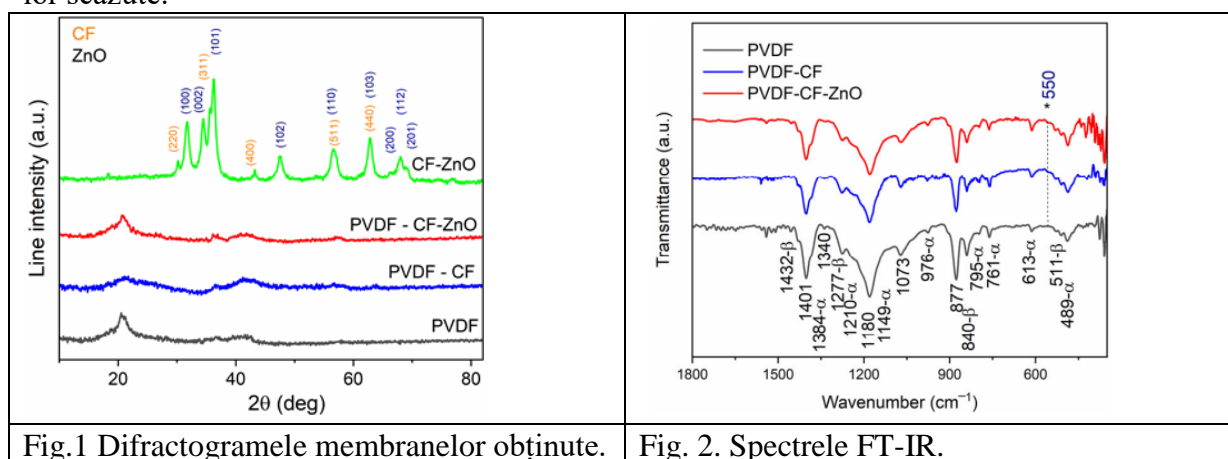 CF
ZnO
(220)
(100)
(002)
(311)
(101)
(400)
(102)
(110)
(511)
(103)
(440)
(200)
(112)
(201)
CF-ZnO
PVDF - CF-ZnO
PVDF - CF
PVDF
Line intensity (a.u.)
20 40 60 80
2θ (deg)
Fig.1 Difractogramele membranelor obținute.
PVDF
PVDF-CF
PVDF-CF-ZnO
* 550
Transmittance (a.u.)
1432-β
1401
1384-α
1340
1277-β
1210-α
1180
1149-α
1073
976-α
877
840-β
795-α
761-α
613-α
511-β
489-α
1800 1500 1200 900 600
Wavenumber (cm⁻¹)
Fig. 2. Spectrele FT-IR.